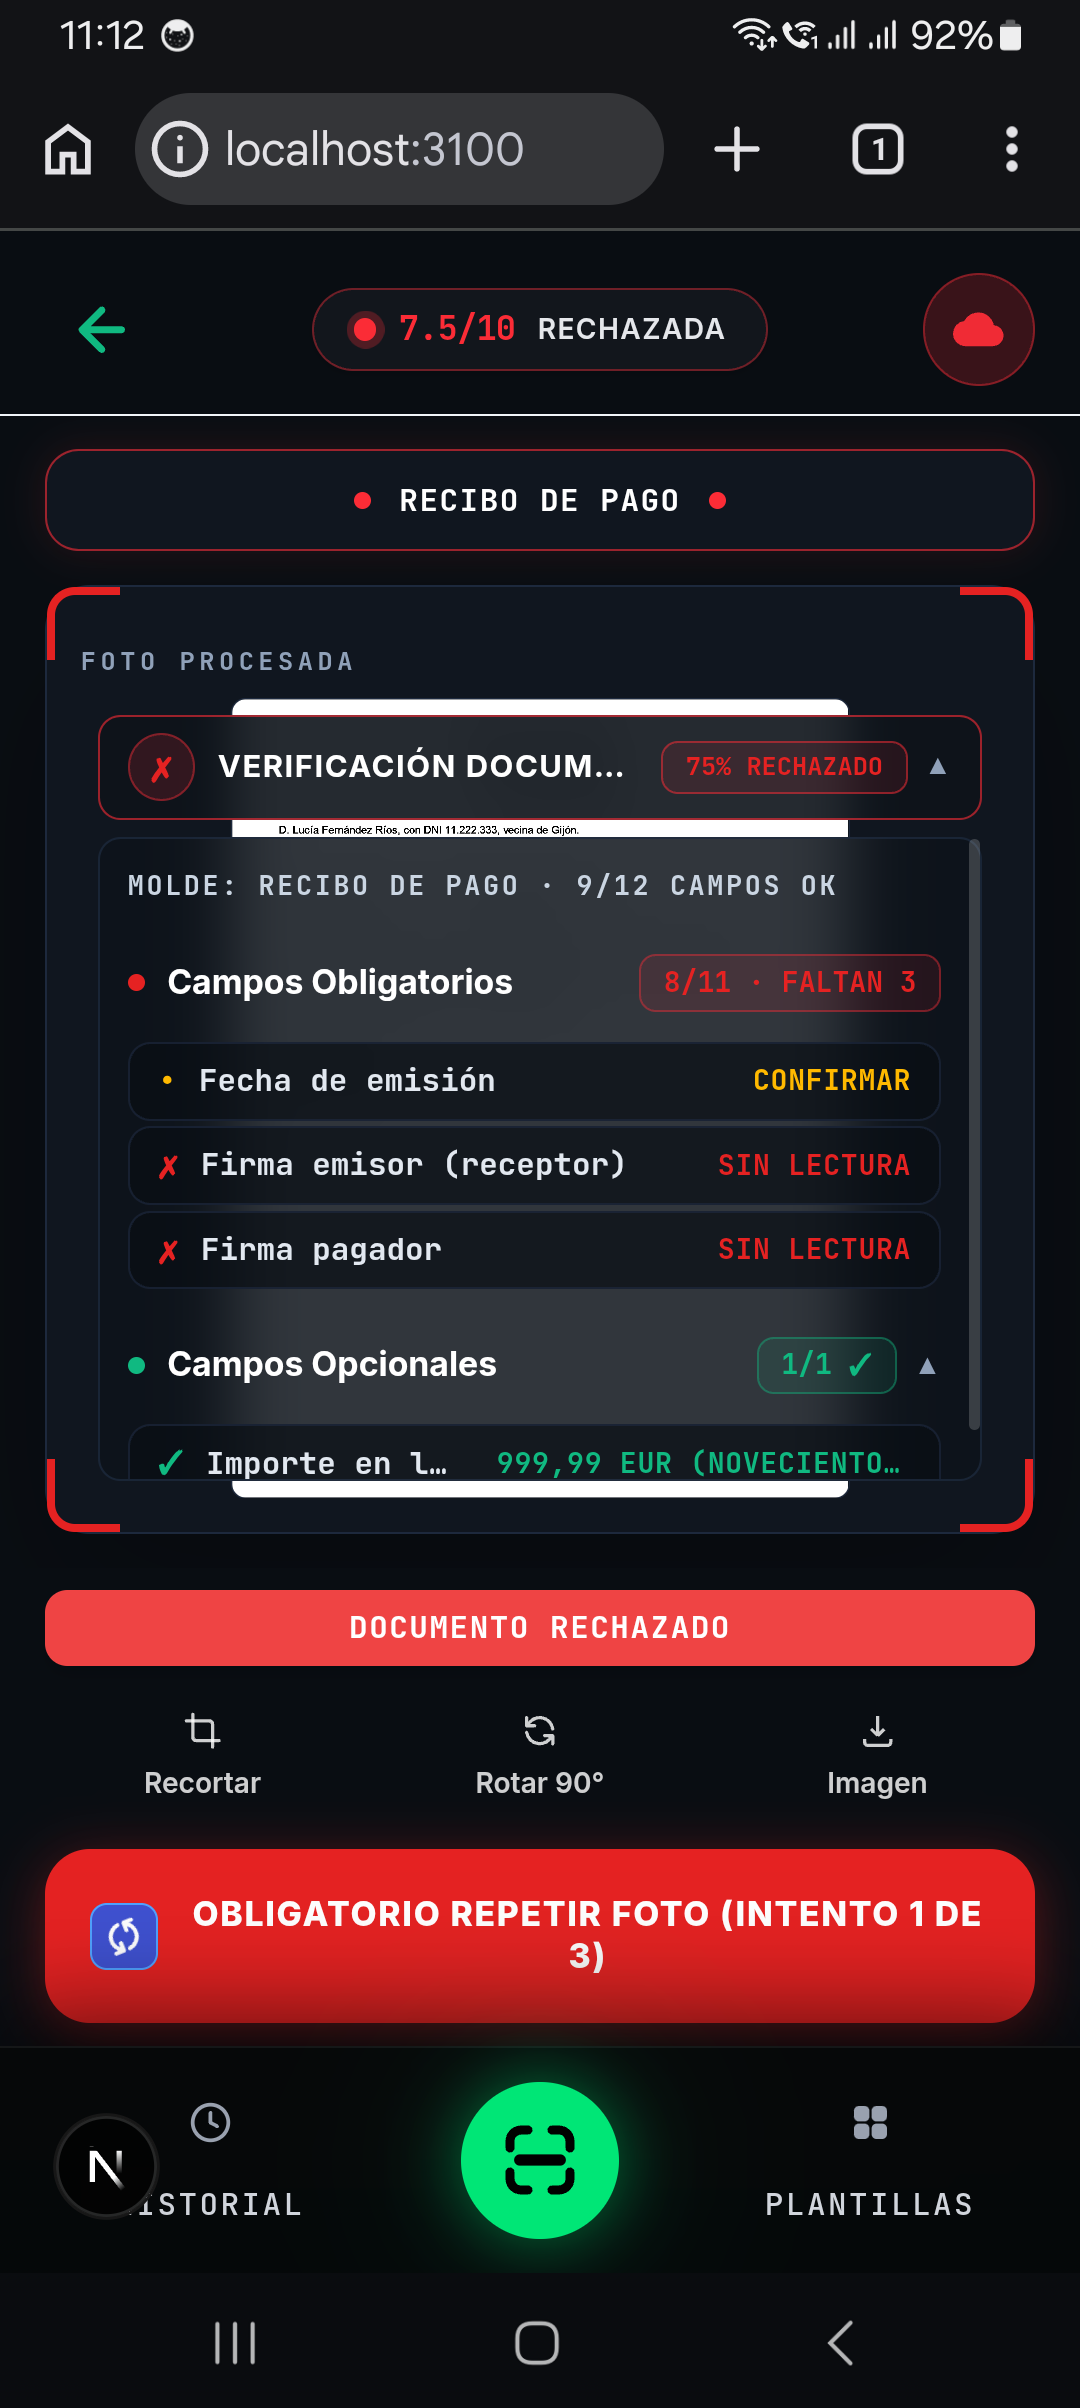 11:12
92%
localhost:3100
1
7.5/10 RECHAZADA
RECIBO DE PAGO
FOTO PROCESADA
✗ VERIFICACIÓN DOCUM... 75% RECHAZADO ▲
D. Lucía Fernández Ríos, con DNI 11.222.333, vecina de Gijón.
MOLDE: RECIBO DE PAGO · 9/12 CAMPOS OK
Campos Obligatorios 8/11 · FALTAN 3
• Fecha de emisión CONFIRMAR
✗ Firma emisor (receptor) SIN LECTURA
✗ Firma pagador SIN LECTURA
Campos Opcionales 1/1 ✓ ▲
✓ Importe en l… 999,99 EUR (NOVECIENTO…
DOCUMENTO RECHAZADO
Recortar Rotar 90° Imagen
OBLIGATORIO REPETIR FOTO (INTENTO 1 DE
3)
N
ISTORIAL PLANTILLAS